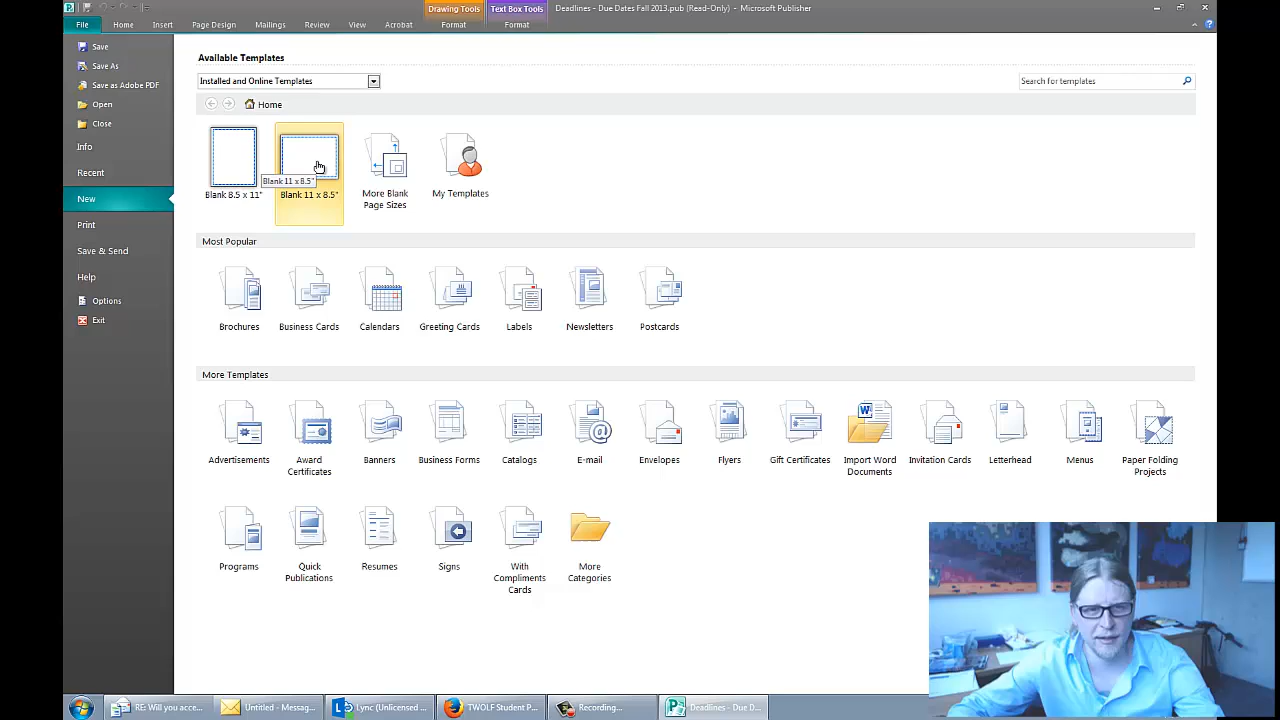 Drawing Tools
Text Box Tools
Deadlines - Due Dates Fall 2013.pub (Read-Only) - Microsoft Publisher
File
Home
Insert
Page Design
Mailings
Review
View
Acrobat
Format
Format
Save
Save As
Save as Adobe PDF
Open
Close
Info
Recent
New
Print
Save & Send
Help
Options
Exit
Available Templates
Installed and Online Templates
Search for templates
Home
Blank 8.5 x 11"
Blank 11 x 8.5"
Blank 11 x 8.5"
More Blank
Page Sizes
My Templates
Most Popular
Brochures
Business Cards
Calendars
Greeting Cards
Labels
Newsletters
Postcards
More Templates
Advertisements
Award
Certificates
Banners
Business Forms
Catalogs
E-mail
Envelopes
Flyers
Gift Certificates
Import Word
Documents
Invitation Cards
Letterhead
Menus
Paper Folding
Projects
Programs
Quick
Publications
Resumes
Signs
With
Compliments
Cards
More
Categories
RE: Will you acce...
Untitled - Messag...
Lync (Unlicensed ...
TWOLF Student P...
Recording...
Deadlines - Due D...